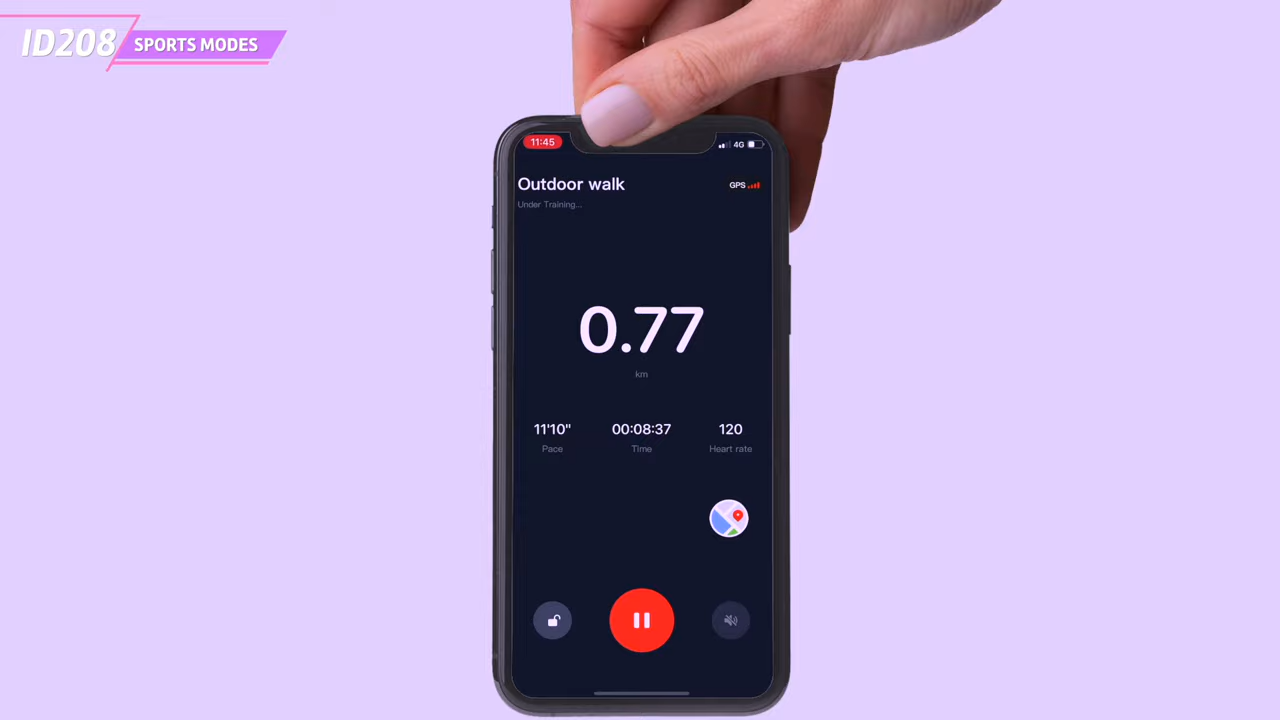 ID208 SPORTS MODES
11:45 4G
Outdoor walk GPS
Under Training...
0.77
km
11'10" 00:08:37 120
Pace Time Heart rate